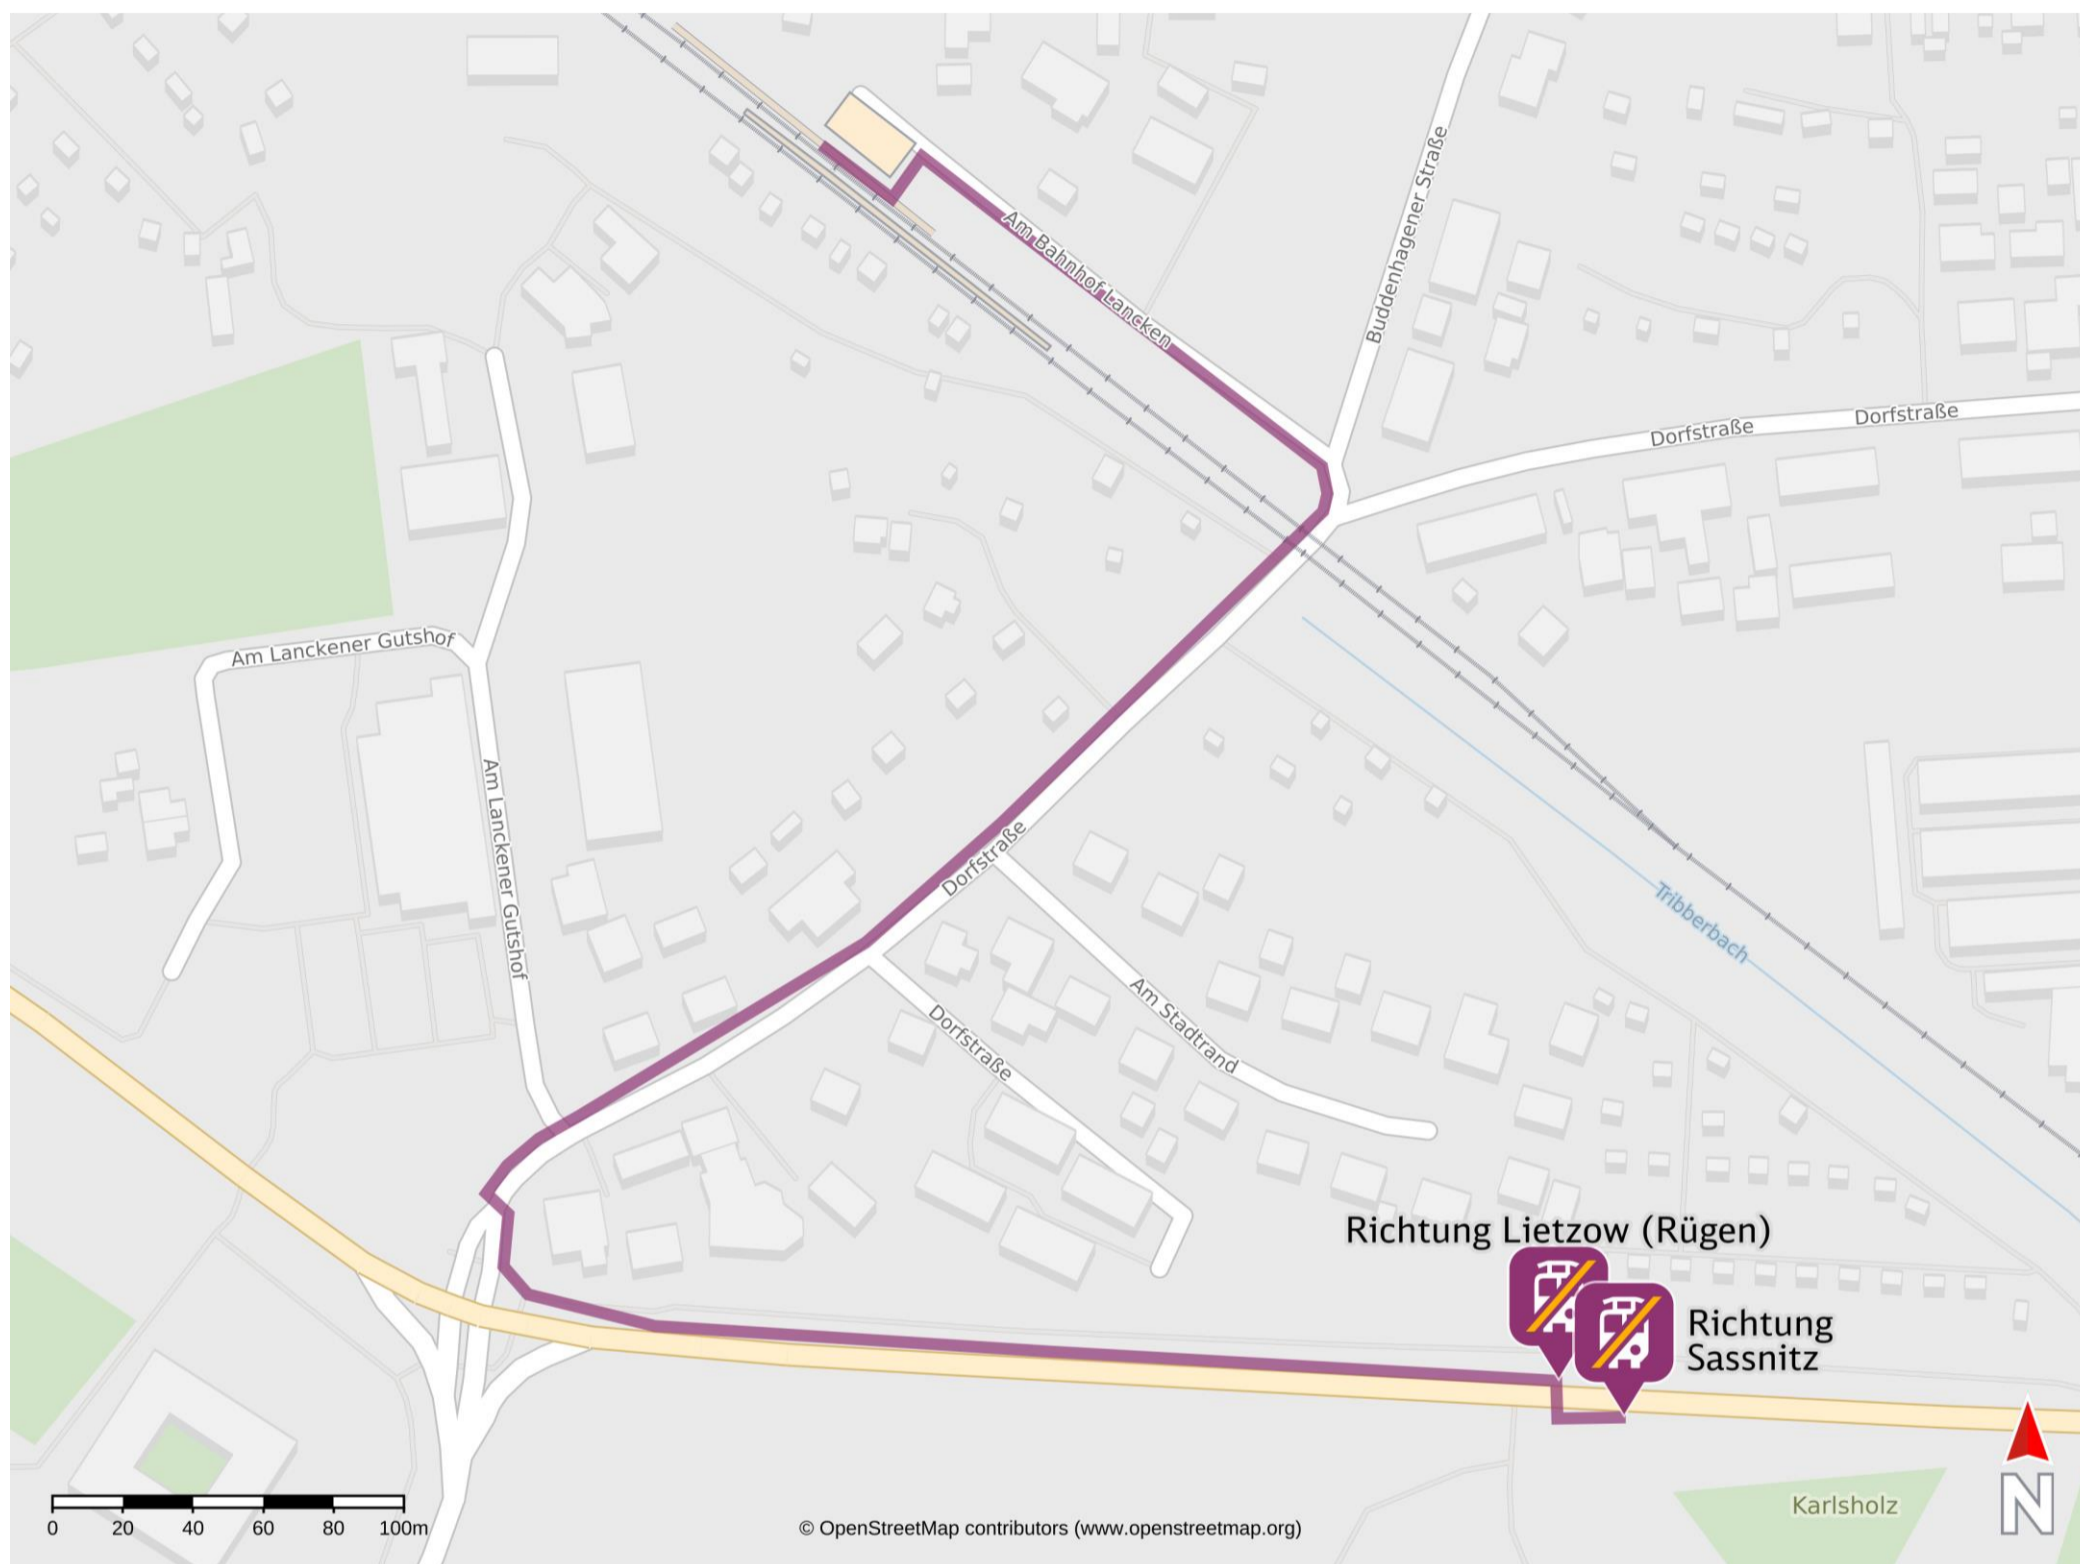 Buddenhagener Straße
Am Bahnhof Lancken
Dorfstraße
Dorfstraße
Am Lanckener Gutshof
Am Lanckener Gutshof
Dorfstraße
Tribberbach
Dorfstraße
Am Stadtrand
Richtung Lietzow (Rügen)
Richtung
Sassnitz
Karlsholz
N
0 20 40 60 80 100m
© OpenStreetMap contributors (www.openstreetmap.org)